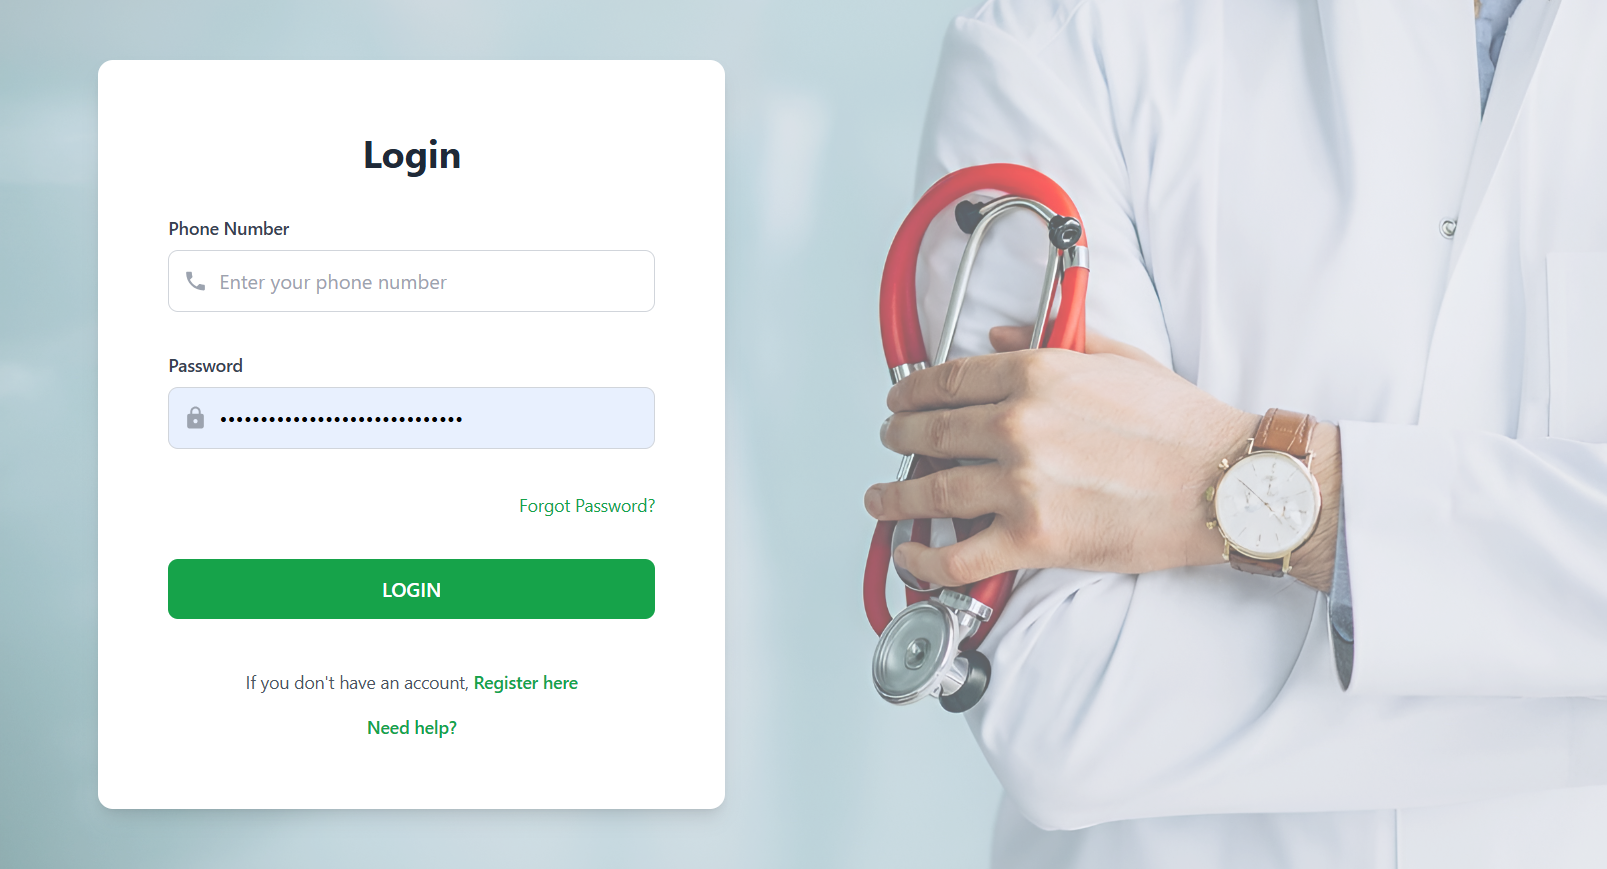 Login
Phone Number
Enter your phone number
Password
••••••••••••••••••••••••••••••
Forgot Password?
LOGIN
If you don't have an account, Register here
Need help?